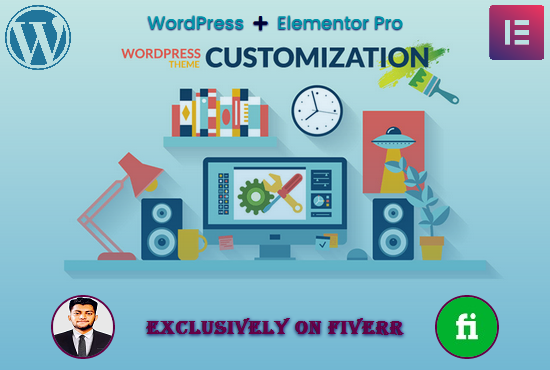 WordPress + Elementor Pro
WORDPRESS
THEME
CUSTOMIZATION
EXCLUSIVELY ON FIVERR
fi